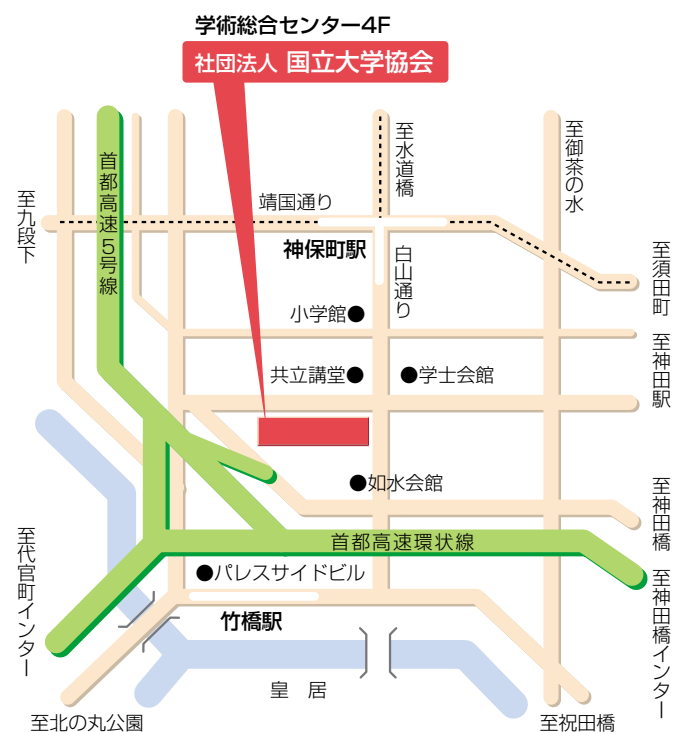 学術総合センター4F
社団法人 国立大学協会
至水道橋
至御茶の水
首都高速5号線
至九段下
靖国通り
神保町駅
白山通り
至須田町
小学館●
至神田駅
共立講堂●
●学士会館
●如水会館
至神田橋
至代官町インター
首都高速環状線
●パレスサイドビル
至神田橋インター
竹橋駅
皇居
至北の丸公園
至祝田橋